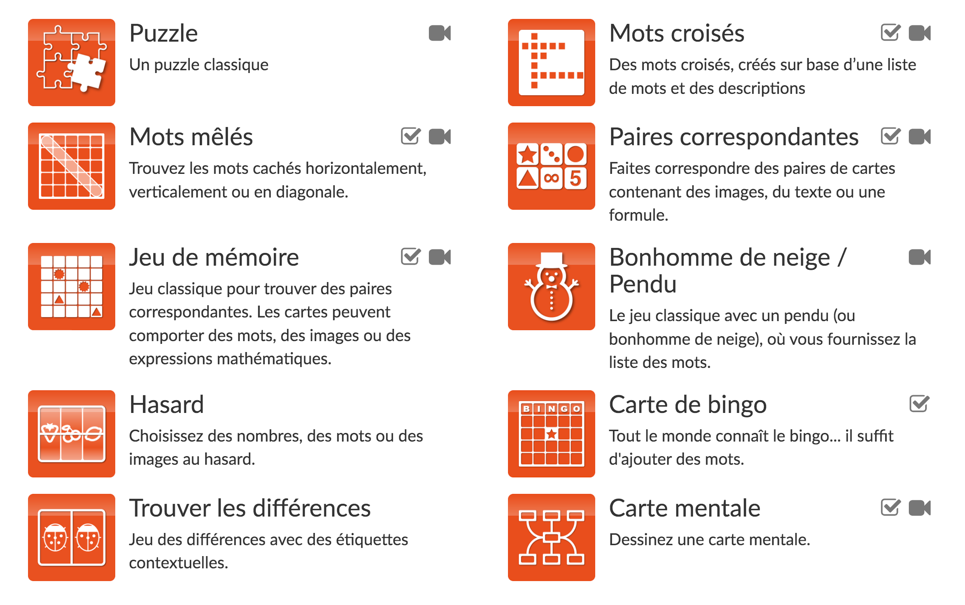 Puzzle
Un puzzle classique
Mots croisés
Des mots croisés, créés sur base d’une liste
de mots et des descriptions
Mots mêlés
Trouvez les mots cachés horizontalement,
verticalement ou en diagonale.
Paires correspondantes
Faites correspondre des paires de cartes
contenant des images, du texte ou une
formule.
∞ 5
Jeu de mémoire
Jeu classique pour trouver des paires
correspondantes. Les cartes peuvent
comporter des mots, des images ou des
expressions mathématiques.
Bonhomme de neige /
Pendu
Le jeu classique avec un pendu (ou
bonhomme de neige), où vous fournissez la
liste des mots.
Hasard
Choisissez des nombres, des mots ou des
images au hasard.
BINGO
Carte de bingo
Tout le monde connaît le bingo... il suffit
d'ajouter des mots.
Trouver les différences
Jeu des différences avec des étiquettes
contextuelles.
Carte mentale
Dessinez une carte mentale.